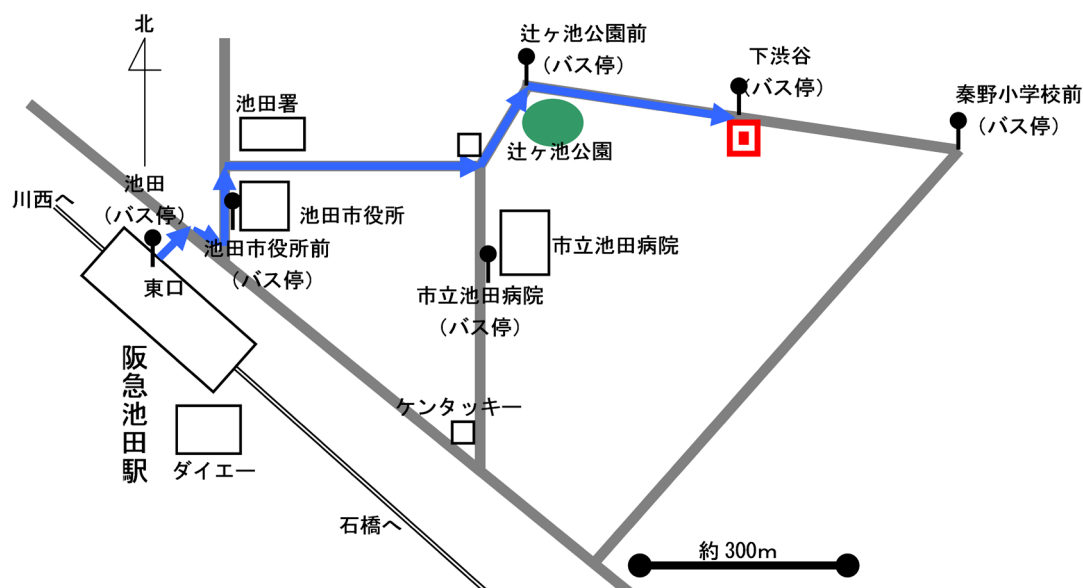 北
辻ヶ池公園前
（バス停）
下渋谷
（バス停）
秦野小学校前
（バス停）
池田署
辻ヶ池公園
池田
（バス停）
川西へ
池田市役所
池田市役所前
（バス停）
市立池田病院
東口
市立池田病院
（バス停）
阪急池田駅
ケンタッキー
ダイエー
石橋へ
約300m